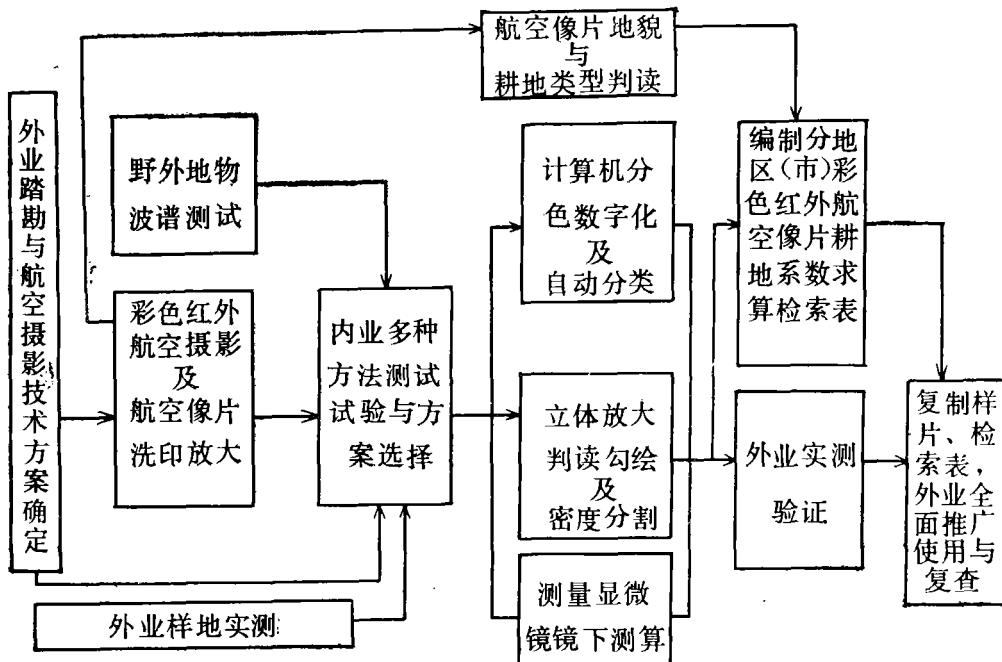 航空像片地貌
与
耕地类型判读
外业踏勘与航空摄影技术方案确定
野外地物
波谱测试
彩色红外
航空摄影
及
航空像片
洗印放大
内业多种
方法测试
试验与方
案选择
外业样地实测
计算机分
色数字化
及
自动分类
立体放大
判读勾绘
及
密度分割
测量显微
镜镜下测算
编制分地
区(市)彩
色红外航
空像片耕
地系数求
算检索表
外业实测
验证
复制样
片、检
索表，
外业全
面推广
使用与
复查